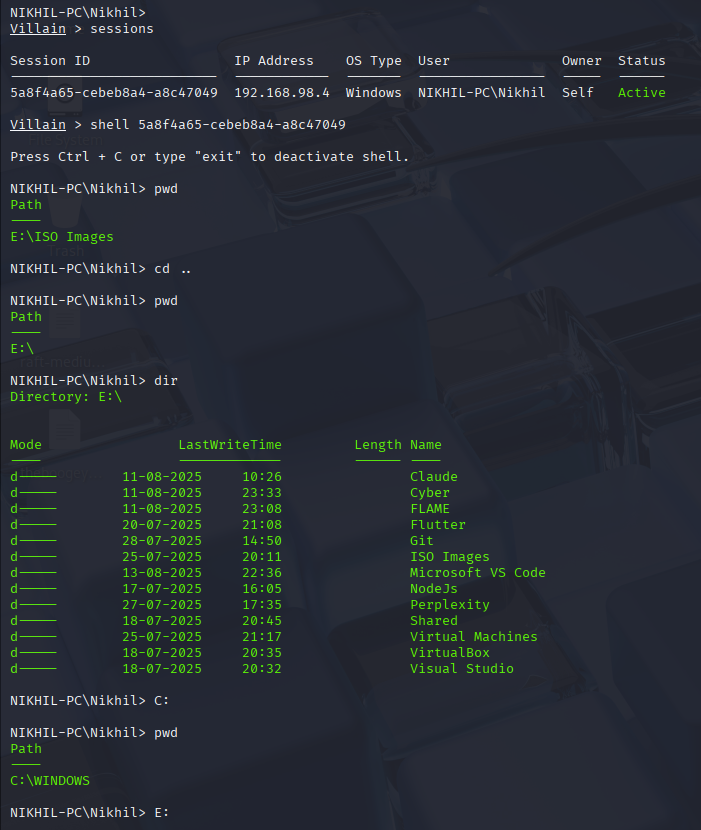 NIKHIL-PC\Nikhil>
Villain > sessions
Session ID IP Address OS Type User Owner Status
5a8f4a65-cebeb8a4-a8c47049 192.168.98.4 Windows NIKHIL-PC\Nikhil Self Active
Villain > shell 5a8f4a65-cebeb8a4-a8c47049
Press Ctrl + C or type "exit" to deactivate shell.
NIKHIL-PC\Nikhil> pwd
Path
----
E:\ISO Images
NIKHIL-PC\Nikhil> cd ..
NIKHIL-PC\Nikhil> pwd
Path
----
E:\
NIKHIL-PC\Nikhil> dir
Directory: E:\
Mode LastWriteTime Length Name
---- ------------- ------ ----
d----- 11-08-2025 10:26 Claude
d----- 11-08-2025 23:33 Cyber
d----- 11-08-2025 23:08 FLAME
d----- 20-07-2025 21:08 Flutter
d----- 28-07-2025 14:50 Git
d----- 25-07-2025 20:11 ISO Images
d----- 13-08-2025 22:36 Microsoft VS Code
d----- 17-07-2025 16:05 NodeJs
d----- 27-07-2025 17:35 Perplexity
d----- 18-07-2025 20:45 Shared
d----- 25-07-2025 21:17 Virtual Machines
d----- 18-07-2025 20:35 VirtualBox
d----- 18-07-2025 20:32 Visual Studio
NIKHIL-PC\Nikhil> C:
NIKHIL-PC\Nikhil> pwd
Path
----
C:\WINDOWS
NIKHIL-PC\Nikhil> E: